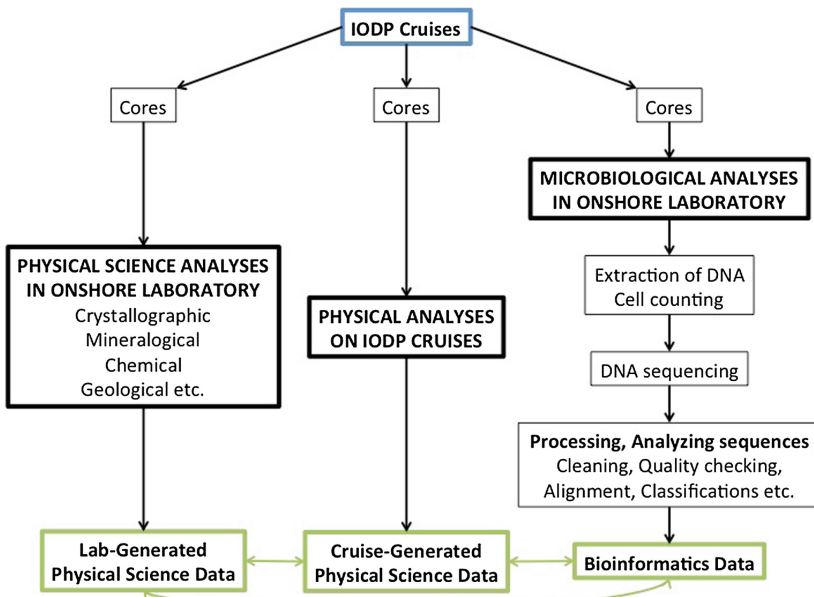 IODP Cruises
Cores
Cores
Cores
MICROBIOLOGICAL ANALYSES
IN ONSHORE LABORATORY
PHYSICAL SCIENCE ANALYSES
IN ONSHORE LABORATORY
Crystallographic
Mineralogical
Chemical
Geological etc.
PHYSICAL ANALYSES
ON IODP CRUISES
Extraction of DNA
Cell counting
DNA sequencing
Processing, Analyzing sequences
Cleaning, Quality checking,
Alignment, Classifications etc.
Lab-Generated
Physical Science Data
Cruise-Generated
Physical Science Data
Bioinformatics Data